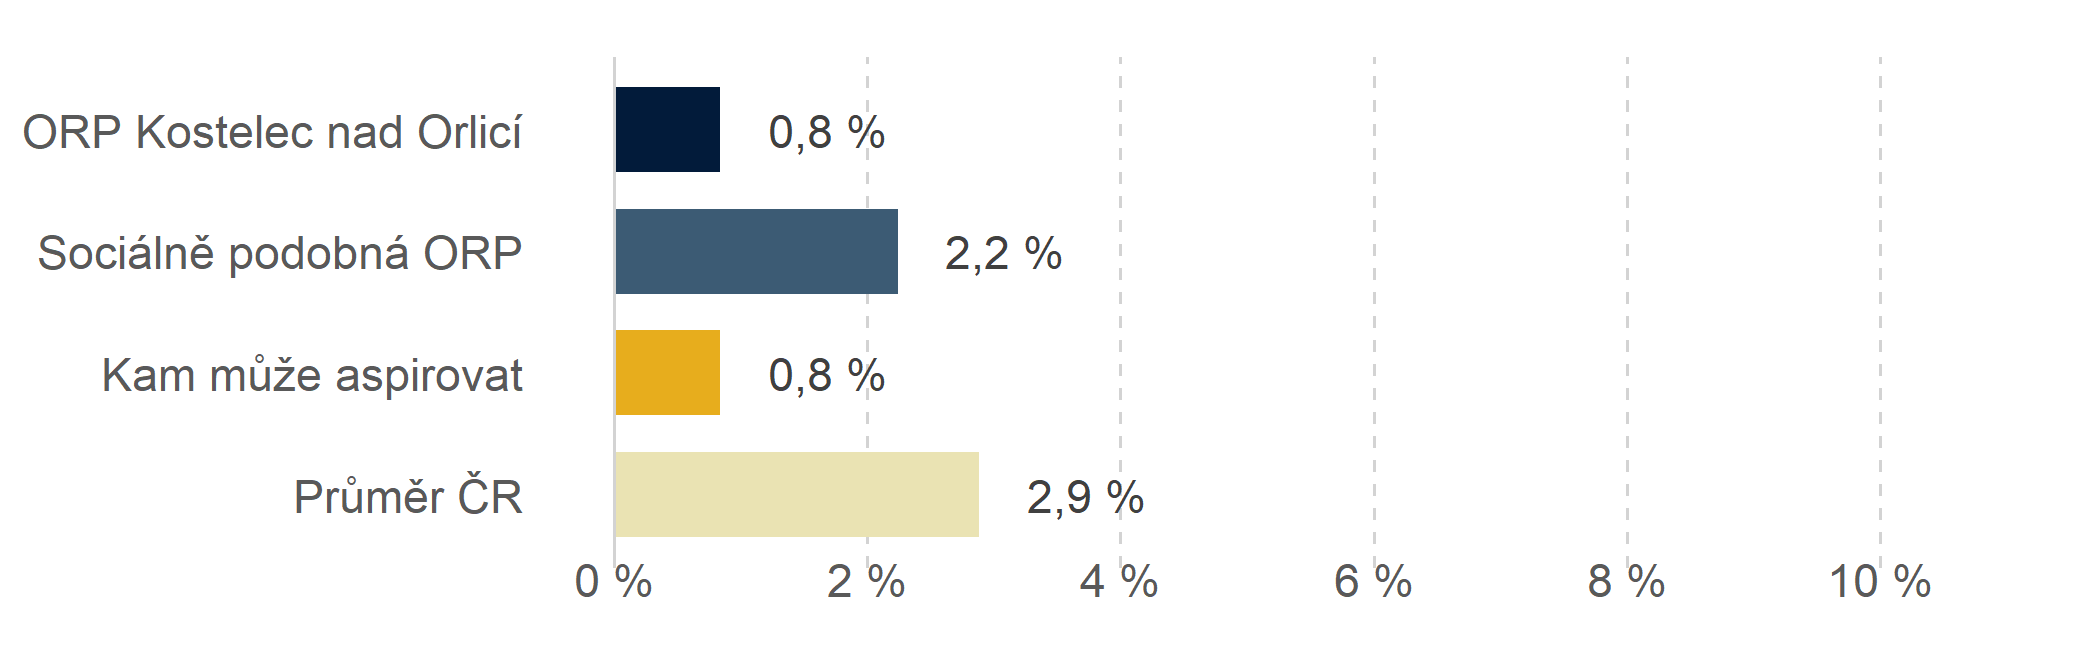 ORP Kostelec nad Orlicí
0,8 %
Sociálně podobná ORP
2,2 %
Kam může aspirovat
0,8 %
Průměr ČR
2,9 %
0 %
2 %
4 %
6 %
8 %
10 %